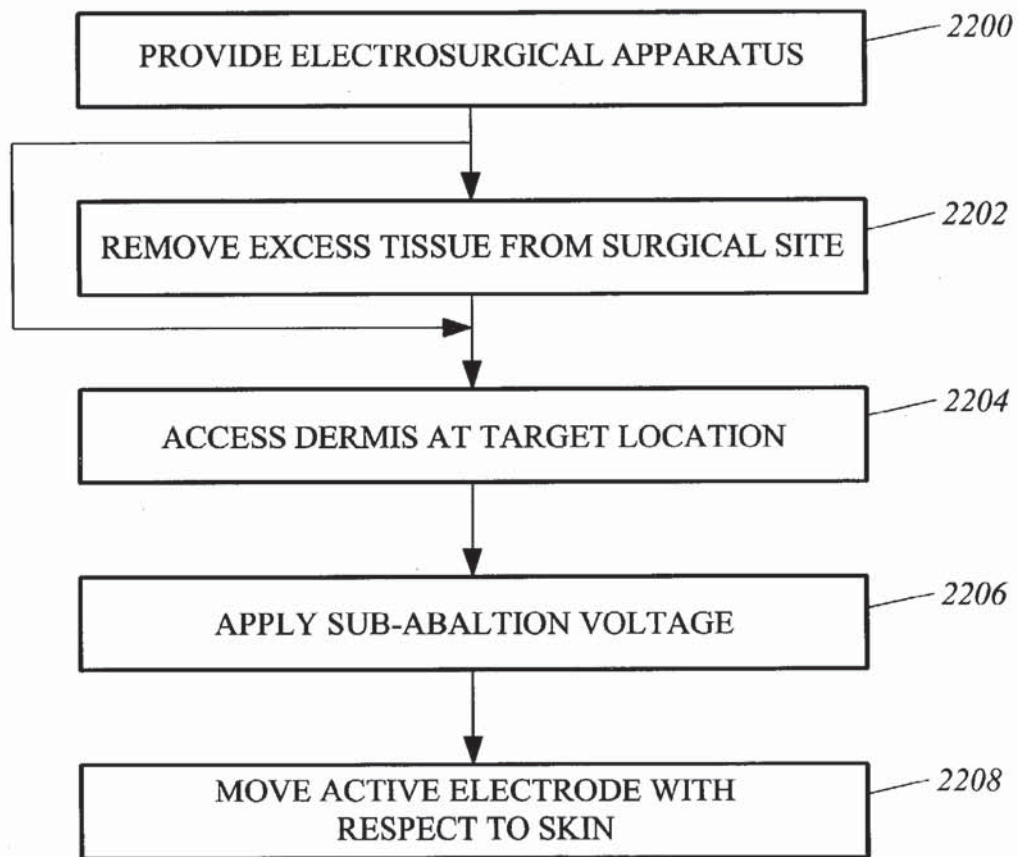 PROVIDE ELECTROSURGICAL APPARATUS
2200
REMOVE EXCESS TISSUE FROM SURGICAL SITE
2202
ACCESS DERMIS AT TARGET LOCATION
2204
APPLY SUB-ABALTION VOLTAGE
2206
MOVE ACTIVE ELECTRODE WITH
RESPECT TO SKIN
2208